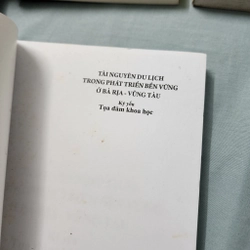 TÀI NGUYÊN DU LỊCH
TRONG PHÁT TRIỂN BỀN VỮNG
Ở BÀ RỊA - VŨNG TÀU
Kỷ yếu
Tọa đàm khoa học